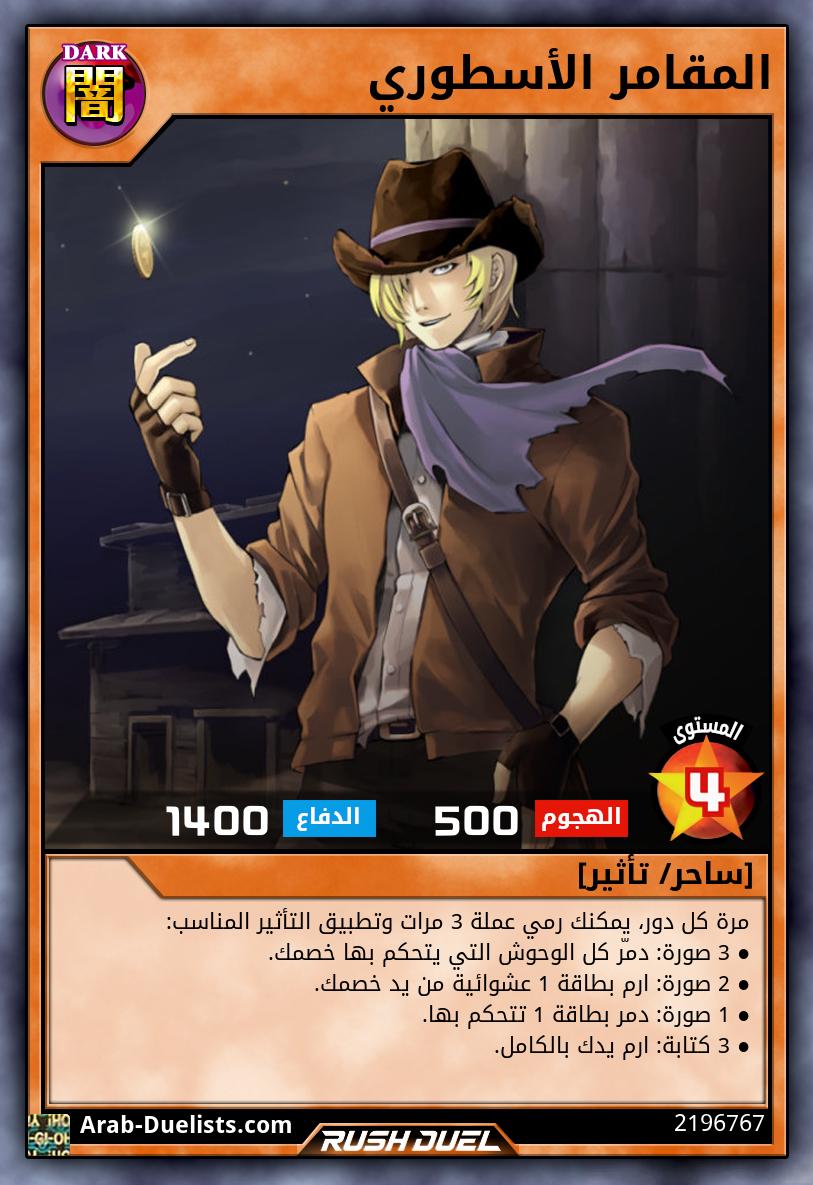 DARK
闇
المقامر الأسطوري
المستوى
4
الهجوم 500
الدفاع 1400
[ساحر/ تأثير]
مرة كل دور، يمكنك رمي عملة 3 مرات وتطبيق التأثير المناسب:
● 3 صورة: دمّر كل الوحوش التي يتحكم بها خصمك.
● 2 صورة: ارم بطاقة 1 عشوائية من يد خصمك.
● 1 صورة: دمر بطاقة 1 تتحكم بها.
● 3 كتابة: ارم يدك بالكامل.
Arab-Duelists.com
2196767
RUSH DUEL